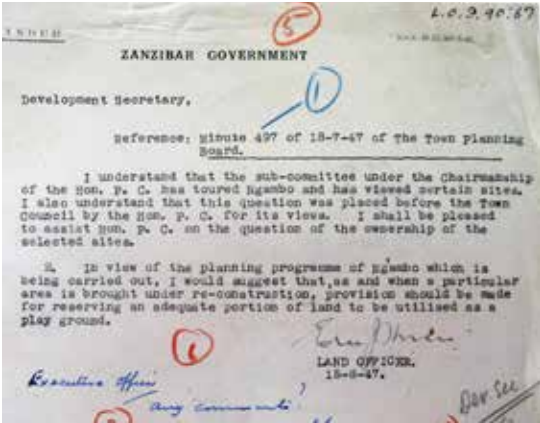 L.O.9.40:67
5
ZANZIBAR GOVERNMENT
1
Development Secretary,
Reference: Minute 497 of 18-7-47 of The Town Planning
Board.
I understand that the sub-committee under the Chairmanship
of the Hon. P. C. has toured Ngambo and has viewed certain sites.
I also understand that this question was placed before the Town
Council by the Hon. P. C. for its views. I shall be pleased
to assist Hon. P. C. on the question of the ownership of the
selected sites.
2. In view of the planning programme of Ng'ambo which is
being carried out, I would suggest that, as and when a particular
area is brought under re-construction, provision should be made
for reserving an adequate portion of land to be utilised as a
play ground.
LAND OFFICER.
15-8-47.
Executive Officer
any comments?
Dev. Sec